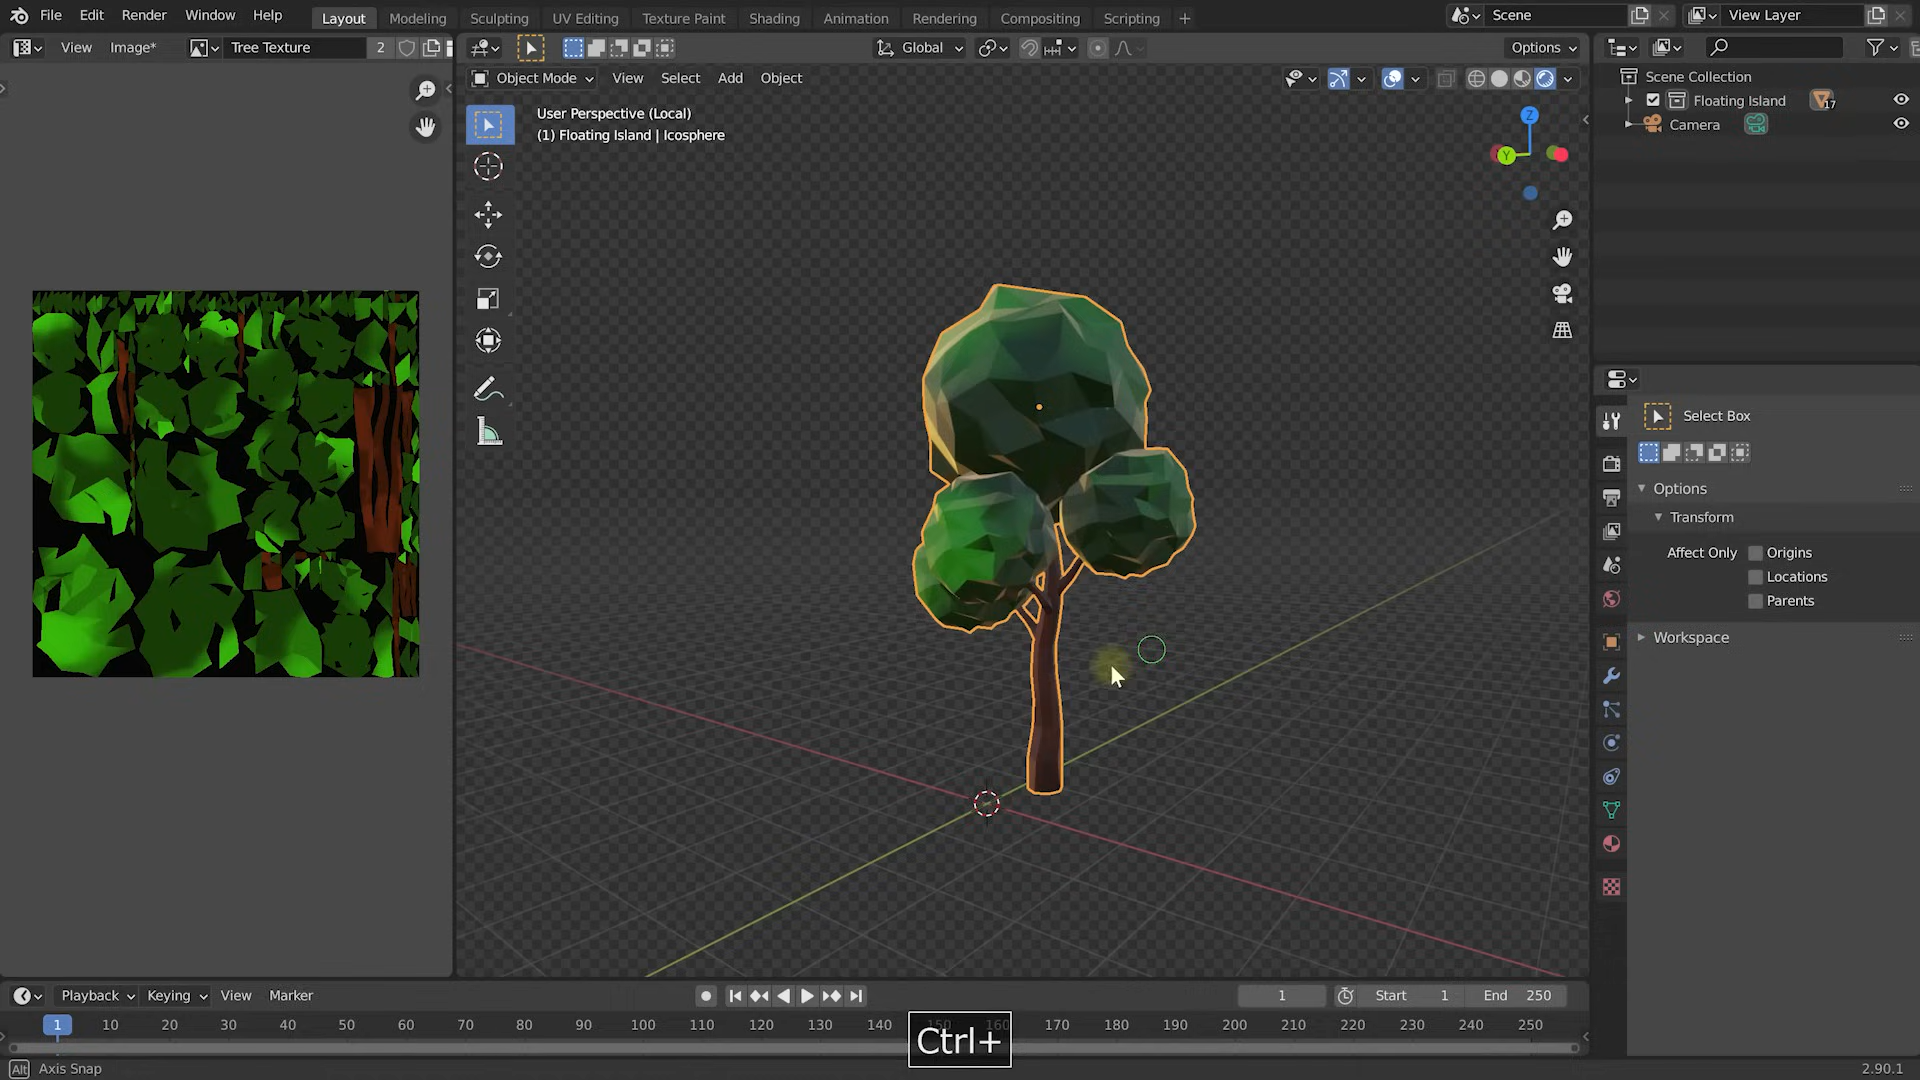 File Edit Render Window Help Layout Modeling Sculpting UV Editing Texture Paint Shading Animation Rendering Compositing Scripting + Scene View Layer
View Image* Tree Texture 2 Global Options
Object Mode View Select Add Object
User Perspective (Local)
(1) Floating Island | Icosphere
Z
Y
Scene Collection
Floating Island 17
Camera
Select Box
Options
Transform
Affect Only Origins
Locations
Parents
Workspace
Playback Keying View Marker 1 Start 1 End 250
1 10 20 30 40 50 60 70 80 90 100 110 120 130 140 150 160 170 180 190 200 210 220 230 240 250
Ctrl+
Alt Axis Snap 2.90.1